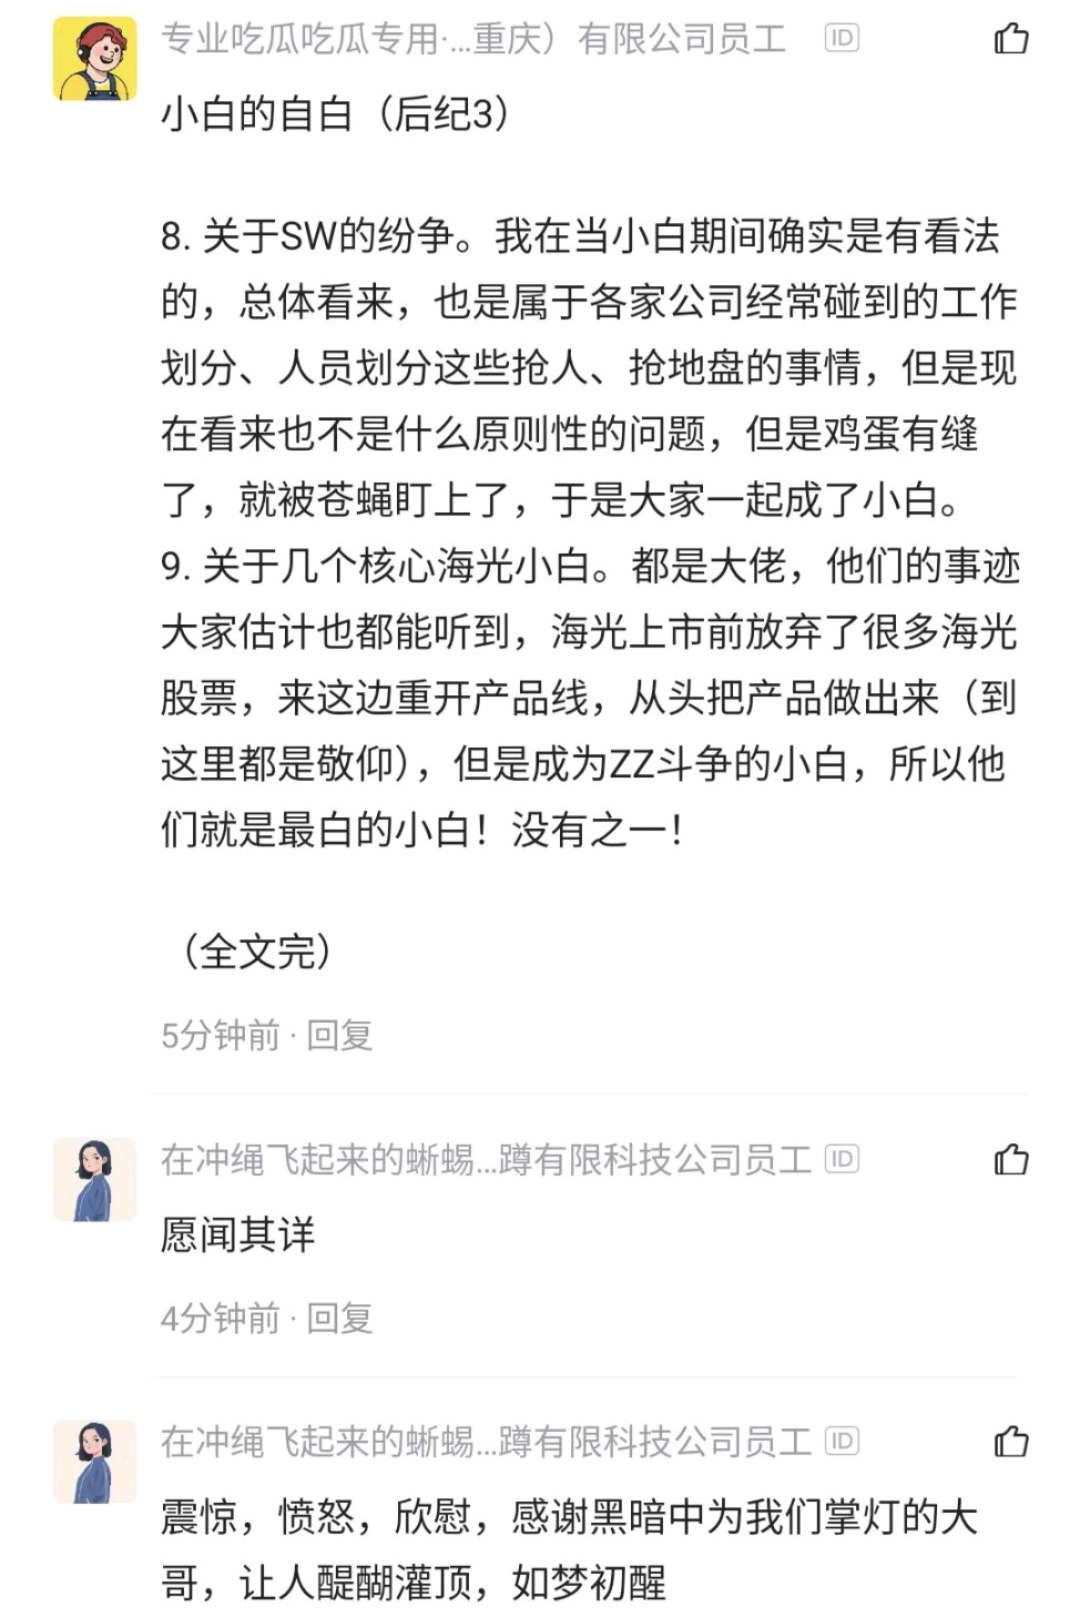 专业吃瓜吃瓜专用·...重庆）有限公司员工 ID
小白的自白（后纪3）
8. 关于SW的纷争。我在当小白期间确实是有看法
的，总体看来，也是属于各家公司经常碰到的工作
划分、人员划分这些抢人、抢地盘的事情，但是现
在看来也不是什么原则性的问题，但是鸡蛋有缝
了，就被苍蝇盯上了，于是大家一起成了小白。
9. 关于几个核心海光小白。都是大佬，他们的事迹
大家估计也都能听到，海光上市前放弃了很多海光
股票，来这边重开产品线，从头把产品做出来（到
这里都是敬仰），但是成为ZZ斗争的小白，所以他
们就是最白的小白！没有之一！
（全文完）
5分钟前 · 回复
在冲绳飞起来的蜥蜴...蹲有限科技公司员工 ID
愿闻其详
4分钟前 · 回复
在冲绳飞起来的蜥蜴...蹲有限科技公司员工 ID
震惊，愤怒，欣慰，感谢黑暗中为我们掌灯的大
哥，让人醍醐灌顶，如梦初醒